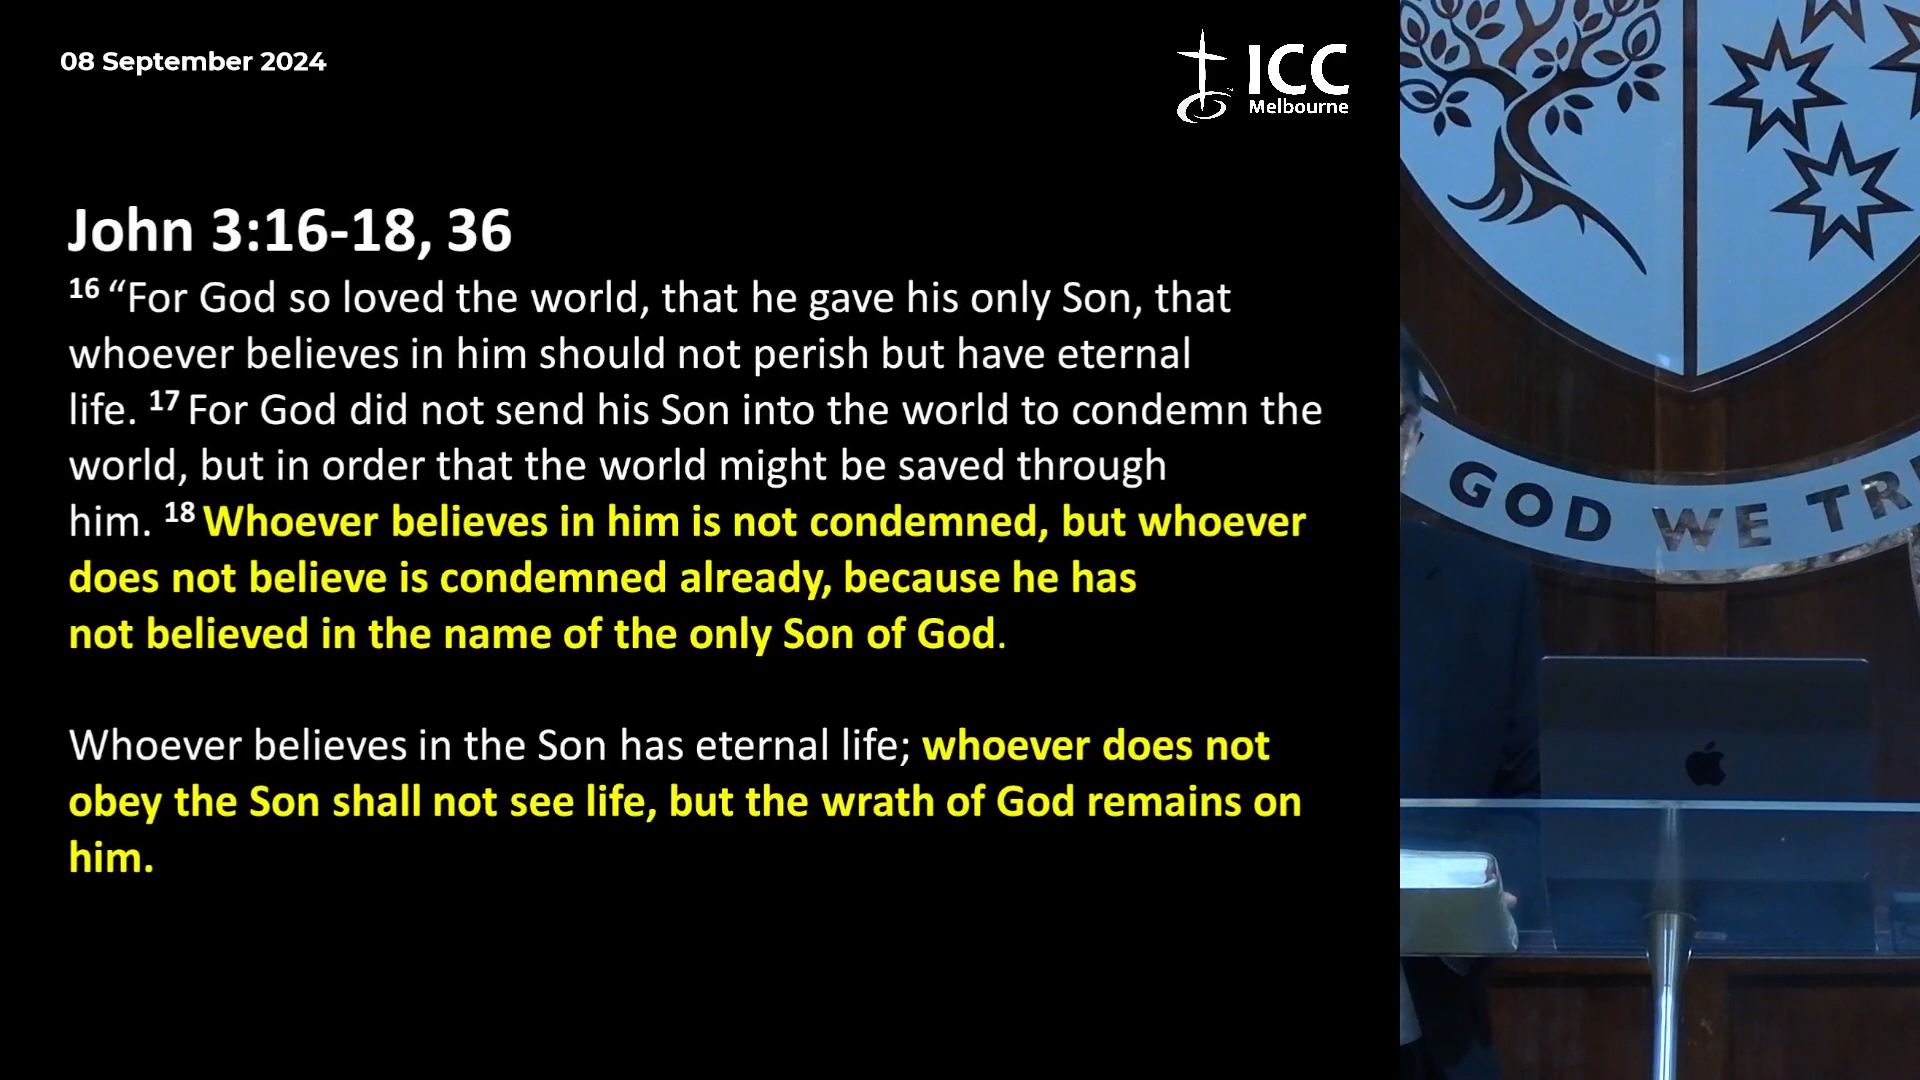 08 September 2024
ICC
Melbourne
John 3:16-18, 36
16 “For God so loved the world, that he gave his only Son, that
whoever believes in him should not perish but have eternal
life. 17 For God did not send his Son into the world to condemn the
world, but in order that the world might be saved through
him. 18 Whoever believes in him is not condemned, but whoever
does not believe is condemned already, because he has
not believed in the name of the only Son of God.
Whoever believes in the Son has eternal life; whoever does not
obey the Son shall not see life, but the wrath of God remains on
him.
GOD WE TR